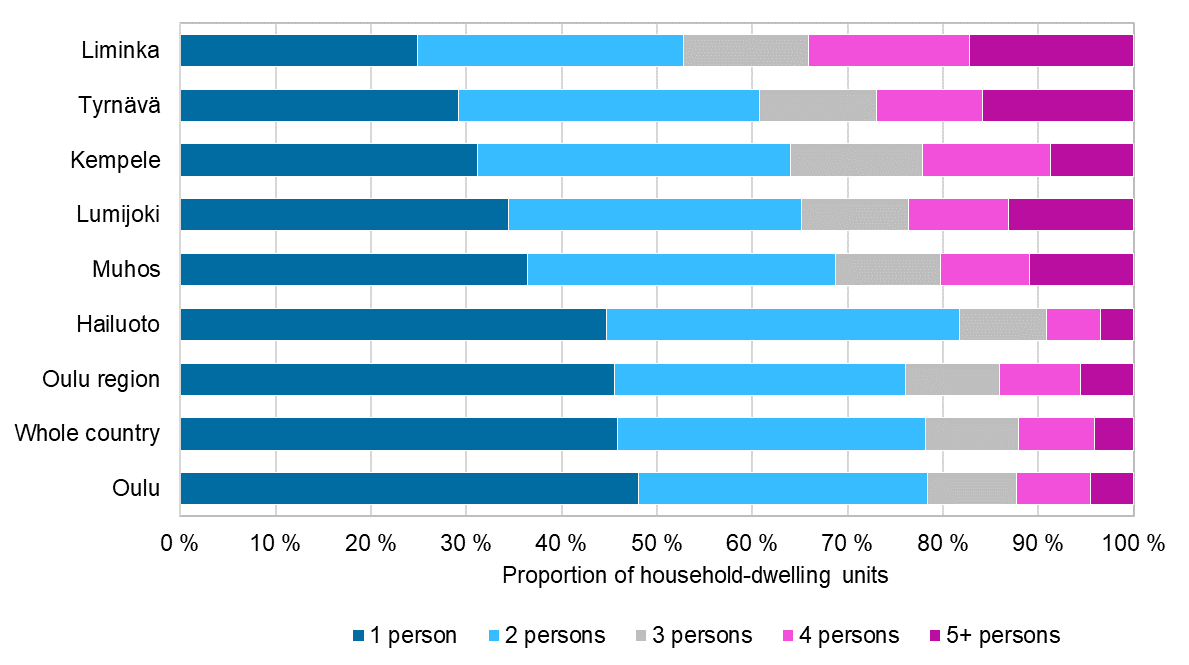 Liminka
Tyrnävä
Kempele
Lumijoki
Muhos
Hailuoto
Oulu region
Whole country
Oulu
0 % 10 % 20 % 30 % 40 % 50 % 60 % 70 % 80 % 90 % 100 %
Proportion of household-dwelling units
1 person 2 persons 3 persons 4 persons 5+ persons